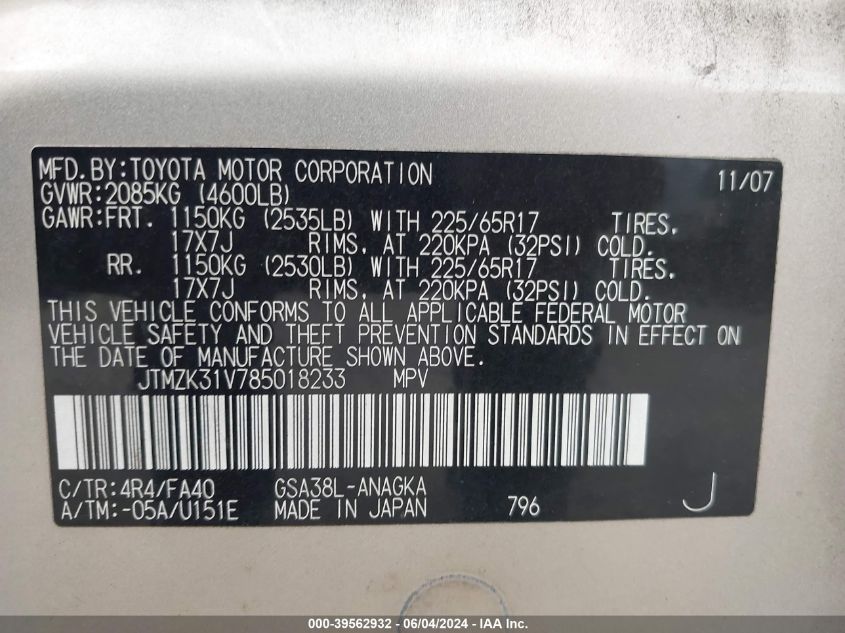 MFD.BY:TOYOTA MOTOR CORPORATION 11/07
GVWR:2085KG (4600LB)
GAWR:FRT. 1150KG (2535LB) WITH 225/65R17 TIRES,
17X7J RIMS, AT 220KPA (32PSI) COLD.
RR. 1150KG (2530LB) WITH 225/65R17 TIRES,
17X7J RIMS, AT 220KPA (32PSI) COLD.
THIS VEHICLE CONFORMS TO ALL APPLICABLE FEDERAL MOTOR
VEHICLE SAFETY AND THEFT PREVENTION STANDARDS IN EFFECT ON
THE DATE OF MANUFACTURE SHOWN ABOVE.
JTMZK31V785018233 MPV
C/TR:4R4/FA40 GSA38L-ANAGKA
A/TM:-05A/U151E MADE IN JAPAN 796 J
000-39562932 - 06/04/2024 - IAA Inc.